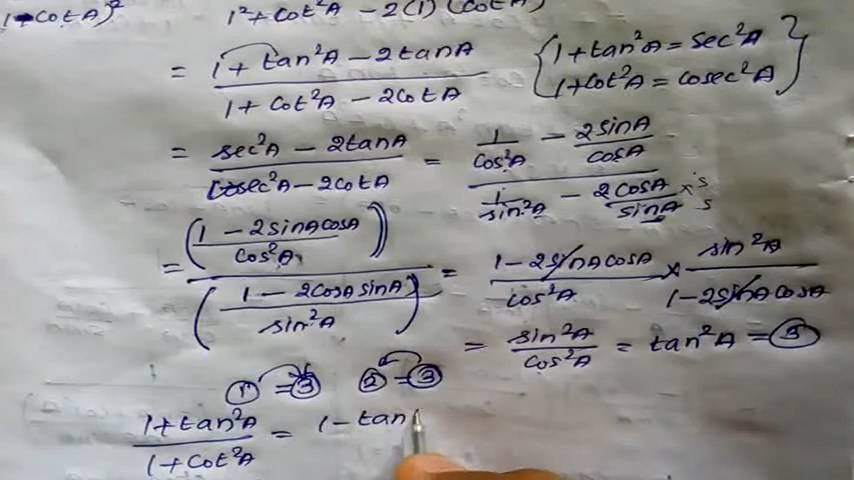 1-cotA)² 1²+cot²A - 2(1)(cotA)
= 1+tan²A - 2tanA / 1+cot²A - 2cotA {1+tan²A = sec²A 1+cot²A = cosec²A}
= sec²A - 2tanA / cosec²A - 2cotA = 1/cos²A - 2sinA/cosA / 1/sin²A - 2cosA/sinA × s/s
= (1 - 2sinAcosA / cos²A) / (1 - 2cosAsinA / sin²A) = 1-2sinAcosA / cos²A × sin²A / 1-2sinAcosA
= sin²A / cos²A = tan²A = 3
1 = 3 2 = 3
1+tan²A / 1+cot²A = 1-tan